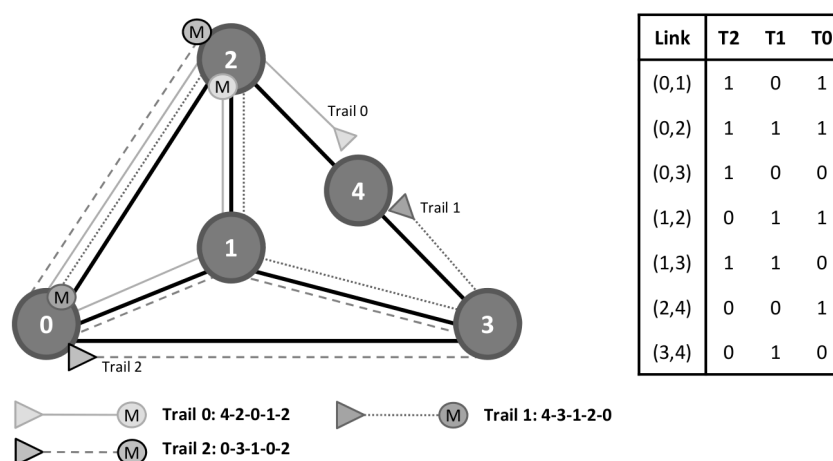 M
2
M
Trail 0
4
Trail 1
1
M
0
3
Trail 2
Link T2 T1 T0
(0,1) 1 0 1
(0,2) 1 1 1
(0,3) 1 0 0
(1,2) 0 1 1
(1,3) 1 1 0
(2,4) 0 0 1
(3,4) 0 1 0
M Trail 0: 4-2-0-1-2
M Trail 1: 4-3-1-2-0
M Trail 2: 0-3-1-0-2